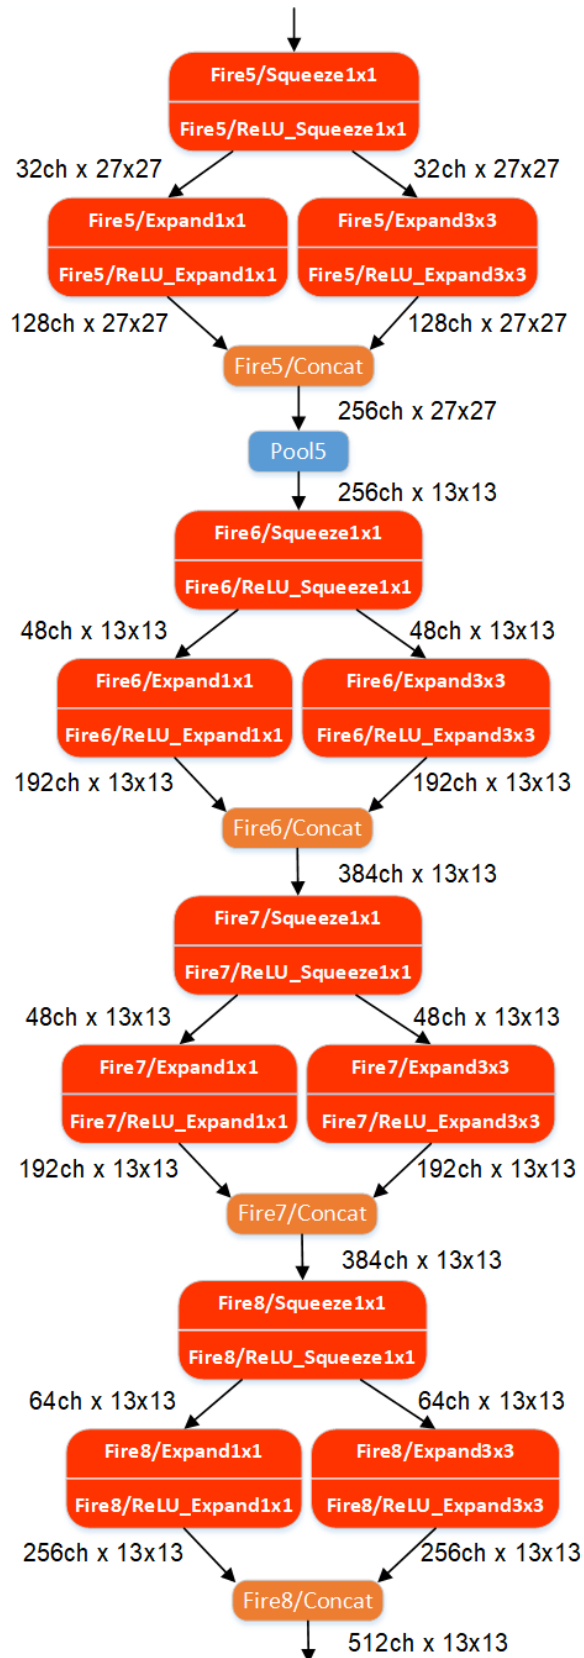 Fire5/Squeeze1x1
Fire5/ReLU_Squeeze1x1
32ch x 27x27
32ch x 27x27
Fire5/Expand1x1
Fire5/ReLU_Expand1x1
Fire5/Expand3x3
Fire5/ReLU_Expand3x3
128ch x 27x27
128ch x 27x27
Fire5/Concat
256ch x 27x27
Pool5
256ch x 13x13
Fire6/Squeeze1x1
Fire6/ReLU_Squeeze1x1
48ch x 13x13
48ch x 13x13
Fire6/Expand1x1
Fire6/ReLU_Expand1x1
Fire6/Expand3x3
Fire6/ReLU_Expand3x3
192ch x 13x13
192ch x 13x13
Fire6/Concat
384ch x 13x13
Fire7/Squeeze1x1
Fire7/ReLU_Squeeze1x1
48ch x 13x13
48ch x 13x13
Fire7/Expand1x1
Fire7/ReLU_Expand1x1
Fire7/Expand3x3
Fire7/ReLU_Expand3x3
192ch x 13x13
192ch x 13x13
Fire7/Concat
384ch x 13x13
Fire8/Squeeze1x1
Fire8/ReLU_Squeeze1x1
64ch x 13x13
64ch x 13x13
Fire8/Expand1x1
Fire8/ReLU_Expand1x1
Fire8/Expand3x3
Fire8/ReLU_Expand3x3
256ch x 13x13
256ch x 13x13
Fire8/Concat
512ch x 13x13